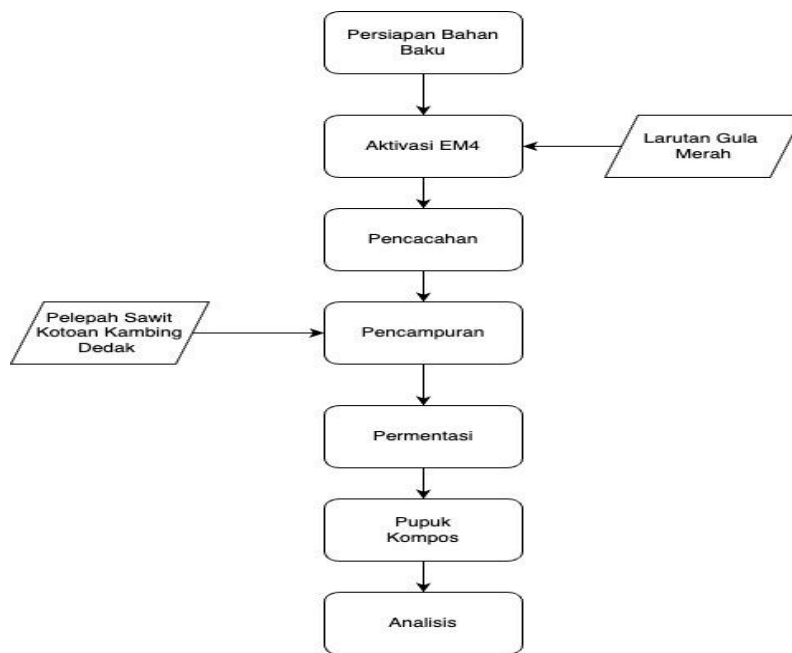 Persiapan Bahan
Baku
Aktivasi EM4
Larutan Gula
Merah
Pencacahan
Pelepah Sawit
Kotoan Kambing
Dedak
Pencampuran
Permentasi
Pupuk
Kompos
Analisis